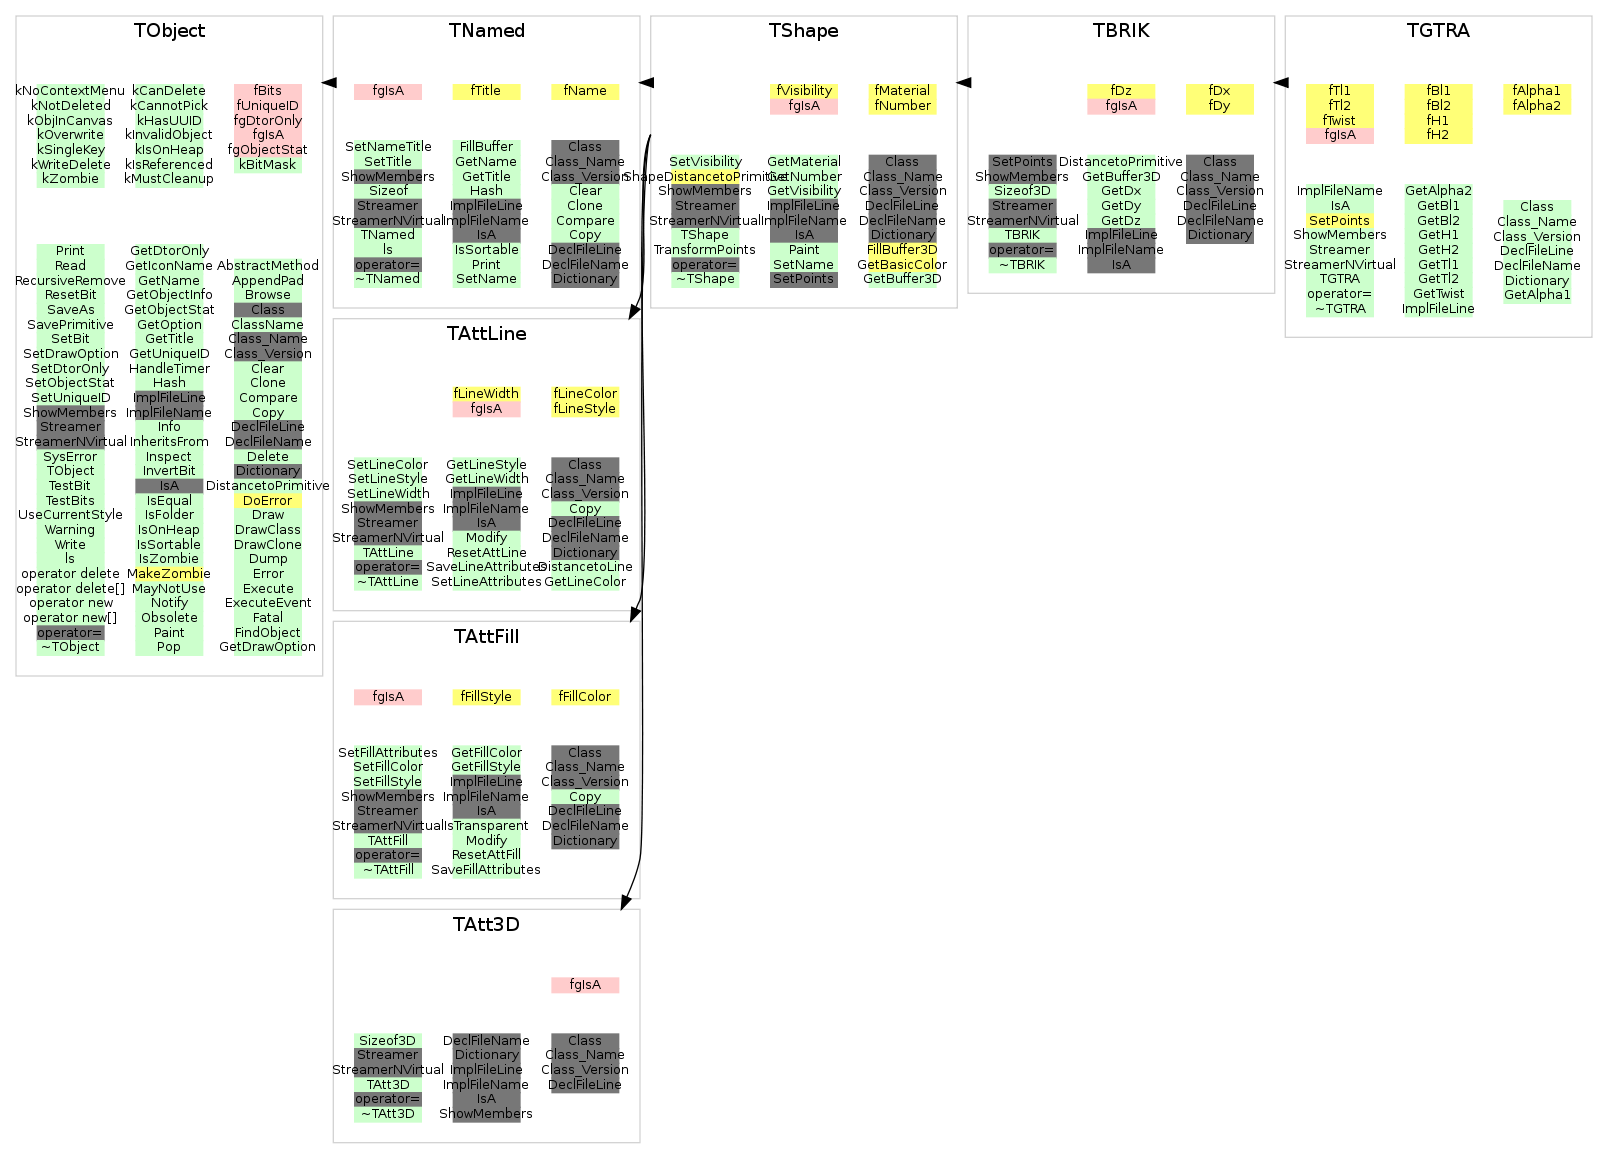 TObject
kNoContextMenu
kNotDeleted
kObjInCanvas
kOverwrite
kSingleKey
kWriteDelete
kZombie
kCanDelete
kCannotPick
kHasUUID
kInvalidObject
kIsOnHeap
kIsReferenced
kMustCleanup
fBits
fUniqueID
fgDtorOnly
fgIsA
fgObjectStat
kBitMask
Print
Read
RecursiveRemove
ResetBit
SaveAs
SavePrimitive
SetBit
SetDrawOption
SetDtorOnly
SetObjectStat
SetUniqueID
ShowMembers
Streamer
StreamerNVirtual
SysError
TObject
TestBit
TestBits
UseCurrentStyle
Warning
Write
ls
operator delete
operator delete[]
operator new
operator new[]
operator=
~TObject
GetDtorOnly
GetIconName
GetName
GetObjectInfo
GetObjectStat
GetOption
GetTitle
GetUniqueID
HandleTimer
Hash
ImplFileLine
ImplFileName
Info
InheritsFrom
Inspect
InvertBit
IsA
IsEqual
IsFolder
IsOnHeap
IsSortable
IsZombie
MakeZombie
MayNotUse
Notify
Obsolete
Paint
Pop
AbstractMethod
AppendPad
Browse
Class
ClassName
Class_Name
Class_Version
Clear
Clone
Compare
Copy
DeclFileLine
DeclFileName
Delete
Dictionary
DistancetoPrimitive
DoError
Draw
DrawClass
DrawClone
Dump
Error
Execute
ExecuteEvent
Fatal
FindObject
GetDrawOption
TNamed
fgIsA
fTitle
fName
SetNameTitle
SetTitle
ShowMembers
Sizeof
Streamer
StreamerNVirtual
TNamed
ls
operator=
~TNamed
FillBuffer
GetName
GetTitle
Hash
ImplFileLine
ImplFileName
IsA
IsSortable
Print
SetName
Class
Class_Name
Class_Version
Clear
Clone
Compare
Copy
DeclFileLine
DeclFileName
Dictionary
TAttLine
fLineWidth
fgIsA
fLineColor
fLineStyle
SetLineColor
SetLineStyle
SetLineWidth
ShowMembers
Streamer
StreamerNVirtual
TAttLine
operator=
~TAttLine
GetLineStyle
GetLineWidth
ImplFileLine
ImplFileName
IsA
Modify
ResetAttLine
SaveLineAttributes
SetLineAttributes
Class
Class_Name
Class_Version
Copy
DeclFileLine
DeclFileName
Dictionary
DistancetoLine
GetLineColor
TAttFill
fgIsA
fFillStyle
fFillColor
SetFillAttributes
SetFillColor
SetFillStyle
ShowMembers
Streamer
StreamerNVirtual
TAttFill
operator=
~TAttFill
GetFillColor
GetFillStyle
ImplFileLine
ImplFileName
IsA
IsTransparent
Modify
ResetAttFill
SaveFillAttributes
Class
Class_Name
Class_Version
Copy
DeclFileLine
DeclFileName
Dictionary
TAtt3D
fgIsA
Sizeof3D
Streamer
StreamerNVirtual
TAtt3D
operator=
~TAtt3D
DeclFileName
Dictionary
ImplFileLine
ImplFileName
IsA
ShowMembers
Class
Class_Name
Class_Version
DeclFileLine
TShape
fVisibility
fgIsA
fMaterial
fNumber
SetVisibility
ShapeDistancetoPrimitive
ShowMembers
Streamer
StreamerNVirtual
TShape
TransformPoints
operator=
~TShape
GetMaterial
GetNumber
GetVisibility
ImplFileLine
ImplFileName
IsA
Paint
SetName
SetPoints
Class
Class_Name
Class_Version
DeclFileLine
DeclFileName
Dictionary
FillBuffer3D
GetBasicColor
GetBuffer3D
TBRIK
fDz
fgIsA
fDx
fDy
SetPoints
ShowMembers
Sizeof3D
Streamer
StreamerNVirtual
TBRIK
operator=
~TBRIK
DistancetoPrimitive
GetBuffer3D
GetDx
GetDy
GetDz
ImplFileLine
ImplFileName
IsA
Class
Class_Name
Class_Version
DeclFileLine
DeclFileName
Dictionary
TGTRA
fTl1
fTl2
fTwist
fgIsA
fBl1
fBl2
fH1
fH2
fAlpha1
fAlpha2
ImplFileName
IsA
SetPoints
ShowMembers
Streamer
StreamerNVirtual
TGTRA
operator=
~TGTRA
GetAlpha2
GetBl1
GetBl2
GetH1
GetH2
GetTl1
GetTl2
GetTwist
ImplFileLine
Class
Class_Name
Class_Version
DeclFileLine
DeclFileName
Dictionary
GetAlpha1